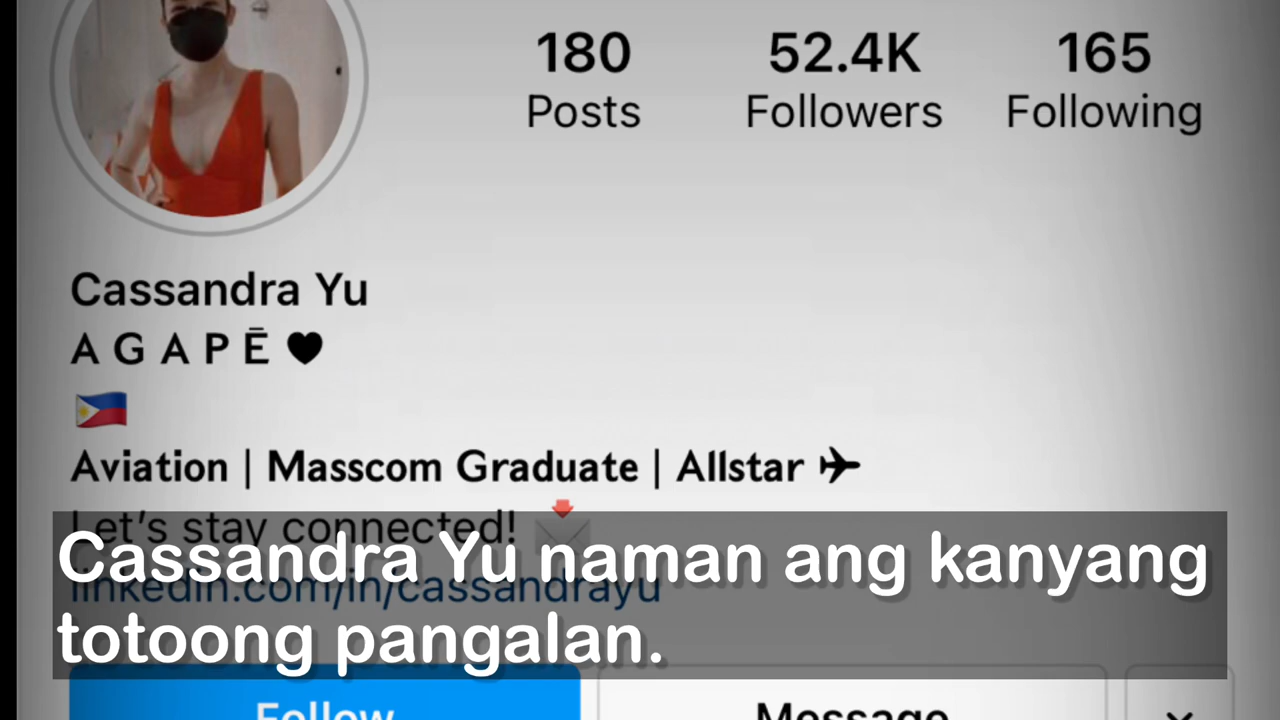 180 52.4K 165
Posts Followers Following
Cassandra Yu
A G A P Ē 🖤
🇵🇭
Aviation | Masscom Graduate | Allstar ✈
Let's stay connected! 📩
linkedin.com/in/cassandrayu
Cassandra Yu naman ang kanyang
totoong pangalan.
Follow Message